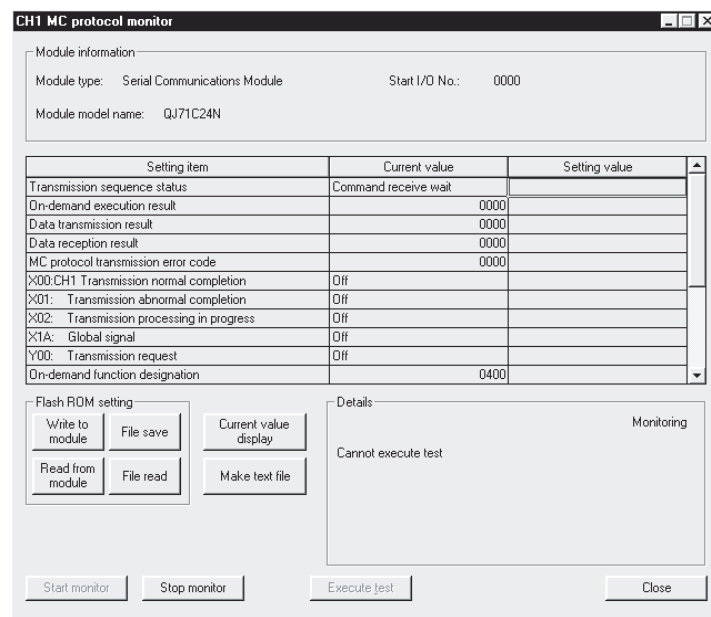 CH1 MC protocol monitor
Module information
Module type: Serial Communications Module Start I/O No.: 0000
Module model name: QJ71C24N
Setting item Current value Setting value
Transmission sequence status Command receive wait
On-demand execution result 0000
Data transmission result 0000
Data reception result 0000
MC protocol transmission error code 0000
X00:CH1 Transmission normal completion Off
X01: Transmission abnormal completion Off
X02: Transmission processing in progress Off
X1A: Global signal Off
Y00: Transmission request Off
On-demand function designation 0400
Flash ROM setting
Write to
module
File save
Current value
display
Read from
module
File read
Make text file
Details
Monitoring
Cannot execute test
Start monitor Stop monitor Execute test Close